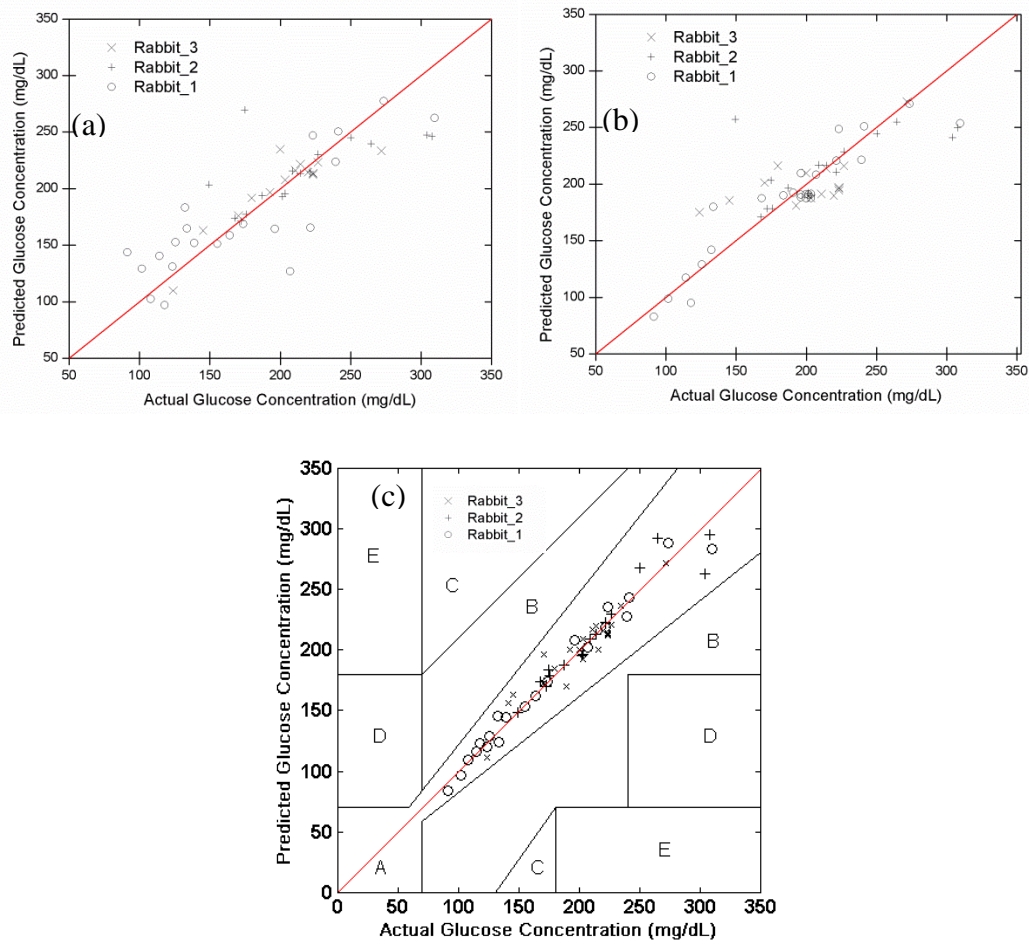 350
300
250
200
150
100
50
50 100 150 200 250 300 350
Predicted Glucose Concentration (mg/dL)
Actual Glucose Concentration (mg/dL)
Rabbit_3
Rabbit_2
Rabbit_1
(a)
350
300
250
200
150
100
50
50 100 150 200 250 300 350
Predicted Glucose Concentration (mg/dL)
Actual Glucose Concentration (mg/dL)
Rabbit_3
Rabbit_2
Rabbit_1
(b)
350
300
250
200
150
100
50
0
0 50 100 150 200 250 300 350
Predicted Glucose Concentration (mg/dL)
Actual Glucose Concentration (mg/dL)
(c)
Rabbit_3
Rabbit_2
Rabbit_1
E
C
B
B
D
D
A
C
E